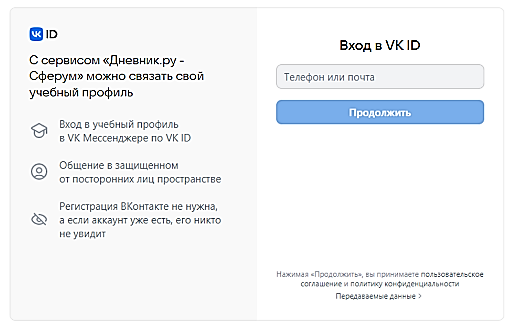 VK ID
С сервисом «Дневник.ру -
Сферум» можно связать свой
учебный профиль
Вход в учебный профиль
в VK Мессенджере по VK ID
Общение в защищенном
от посторонних лиц пространстве
Регистрация ВКонтакте не нужна,
а если аккаунт уже есть, его никто
не увидит
Вход в VK ID
Телефон или почта
Продолжить
Нажимая «Продолжить», вы принимаете пользовательское
соглашение и политику конфиденциальности
Передаваемые данные >